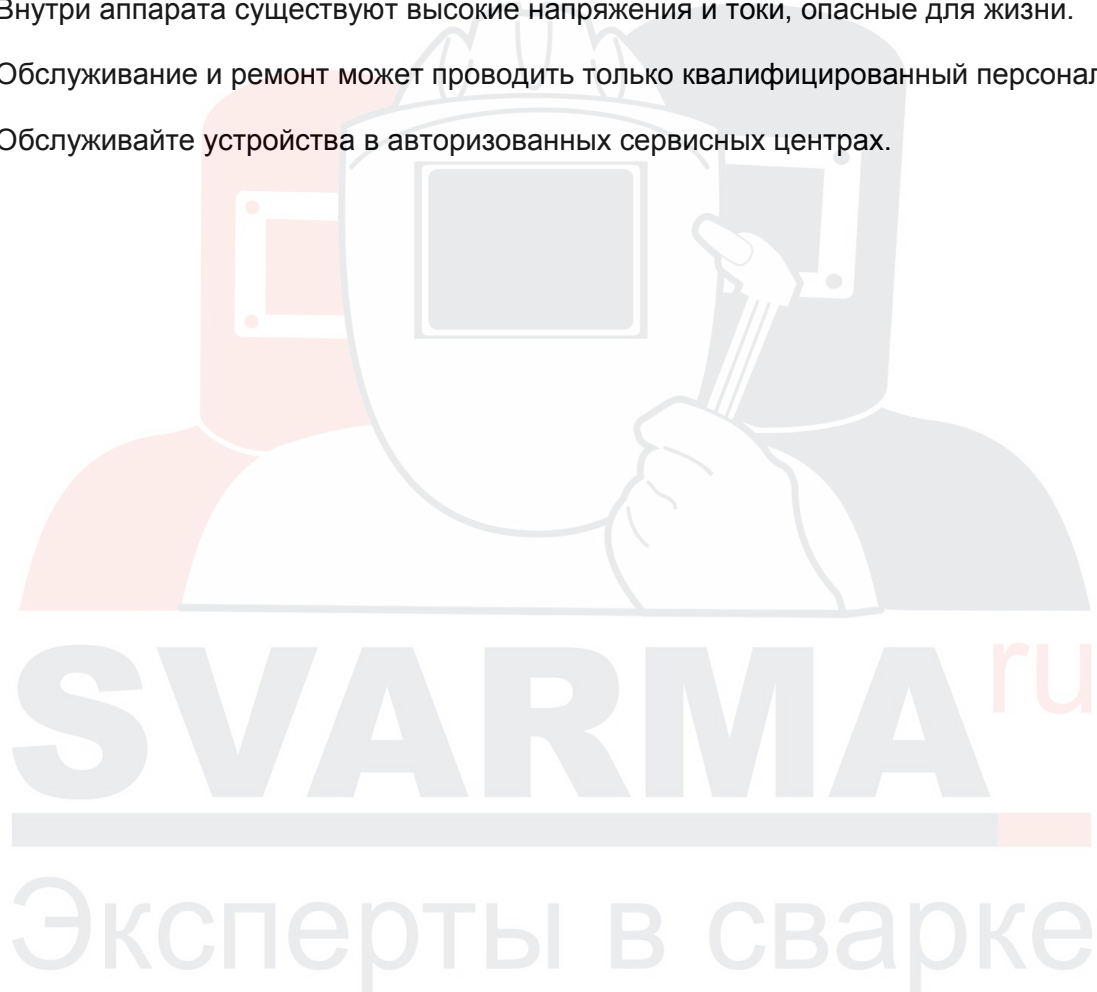 Внутри аппарата существуют высокие напряжения и токи, опасные для жизни.
Обслуживание и ремонт может проводить только квалифицированный персонал
Обслуживайте устройства в авторизованных сервисных центрах.
SVARMA ru
Эксперты в сварке